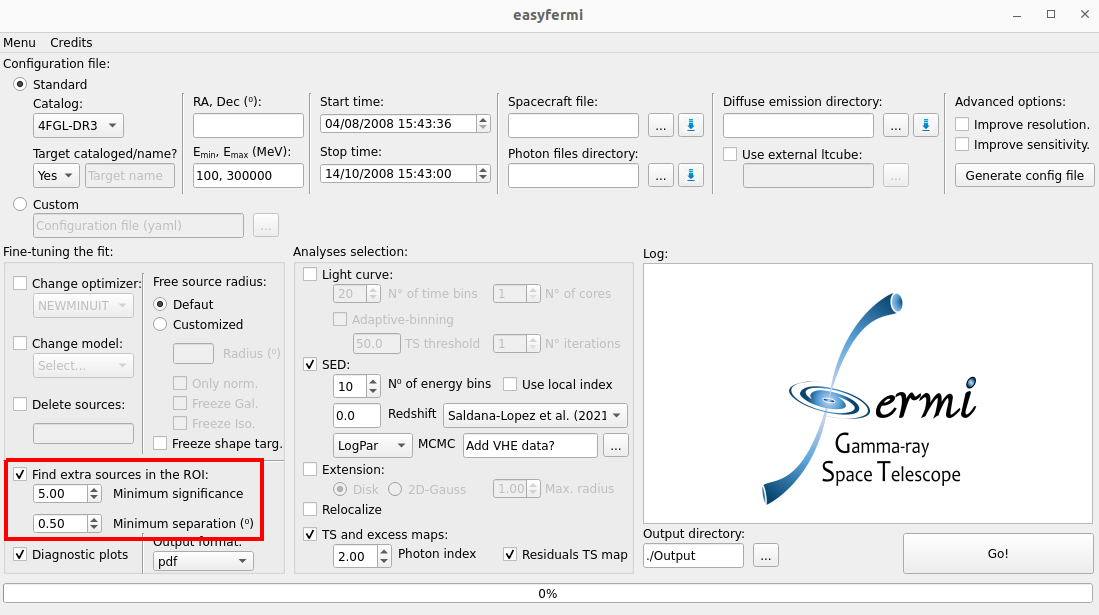 easyfermi
Menu Credits
Configuration file:
Standard
Catalog:
4FGL-DR3
Target cataloged/name?
Yes Target name
RA, Dec (⁰):
Eₘᵢₙ, Eₘₐₓ (MeV):
100, 300000
Start time:
04/08/2008 15:43:36
Stop time:
14/10/2008 15:43:00
Spacecraft file:
...
Photon files directory:
...
Diffuse emission directory:
...
Use external ltcube:
...
Advanced options:
Improve resolution.
Improve sensitivity.
Generate config file
Custom
Configuration file (yaml) ...
Fine-tuning the fit:
Change optimizer:
NEWMINUIT
Change model:
Select...
Delete sources:
Free source radius:
Defaut
Customized
Radius (⁰)
Only norm.
Freeze Gal.
Freeze Iso.
Freeze shape targ.
Find extra sources in the ROI:
5.00 Minimum significance
0.50 Minimum separation (⁰)
Diagnostic plots
Output format:
pdf
Analyses selection:
Light curve:
20 N° of time bins 1 N° of cores
Adaptive-binning
50.0 TS threshold 1 N° iterations
SED:
10 N⁰ of energy bins Use local index
0.0 Redshift Saldana-Lopez et al. (2021
LogPar MCMC Add VHE data? ...
Extension:
Disk 2D-Gauss 1.00 Max. radius
Relocalize
TS and excess maps:
2.00 Photon index Residuals TS map
Log:
Fermi
Gamma-ray
Space Telescope
Output directory:
./Output ...
Go!
0%